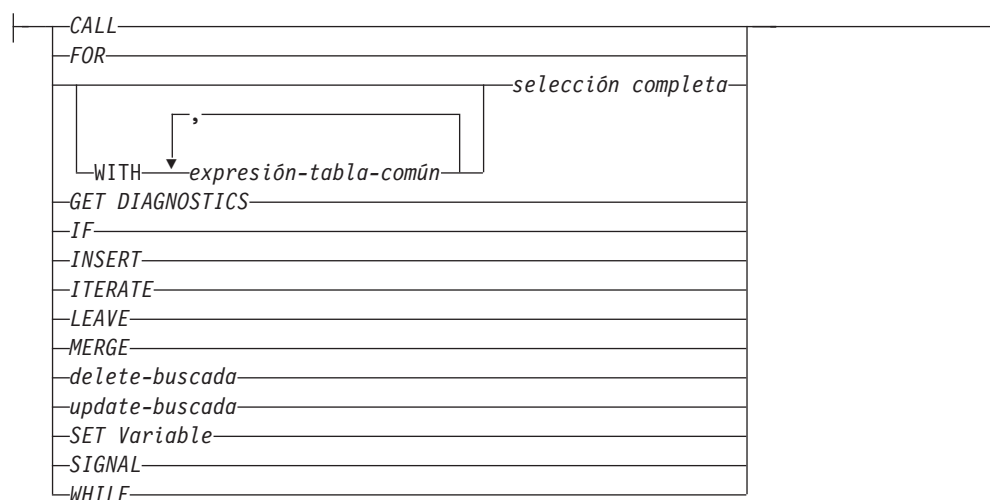 CALL
FOR
selección completa
,
WITH expresión-tabla-común
GET DIAGNOSTICS
IF
INSERT
ITERATE
LEAVE
MERGE
delete-buscada
update-buscada
SET Variable
SIGNAL
WHILE